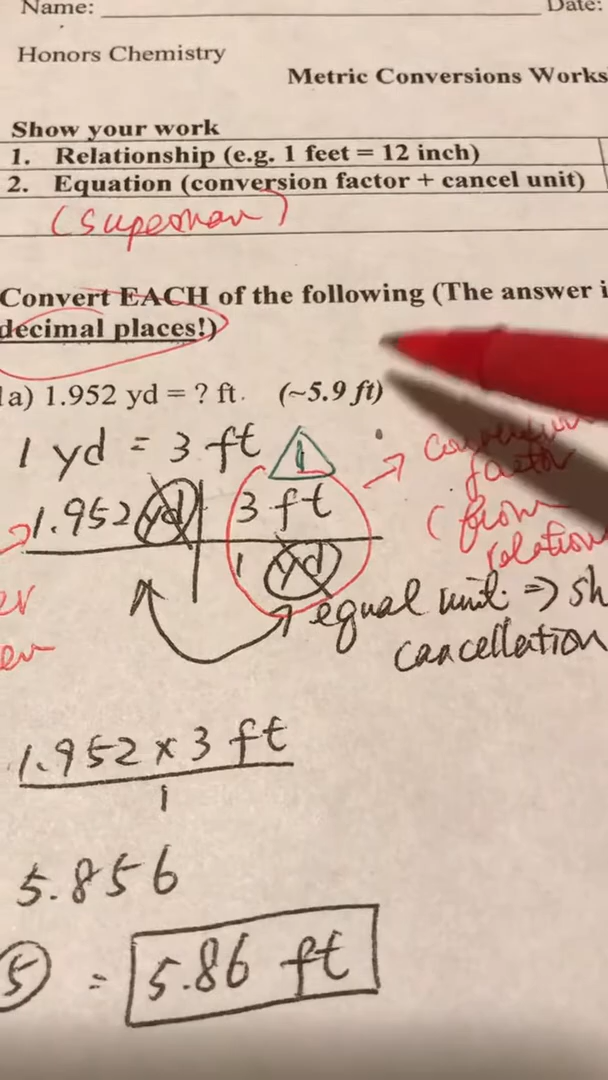 Name: Date:
Honors Chemistry
Metric Conversions Works
Show your work
1. Relationship (e.g. 1 feet = 12 inch)
2. Equation (conversion factor + cancel unit)
(superman)
Convert EACH of the following (The answer i
decimal places!)
1a) 1.952 yd = ? ft. (~5.9 ft)
1 yd = 3 ft 1
factor
1.952 yd 3 ft
(from
1 yd
relation
equal unit => sh
cancellation
1.952 x 3 ft
1
5.856
5 = 5.86 ft